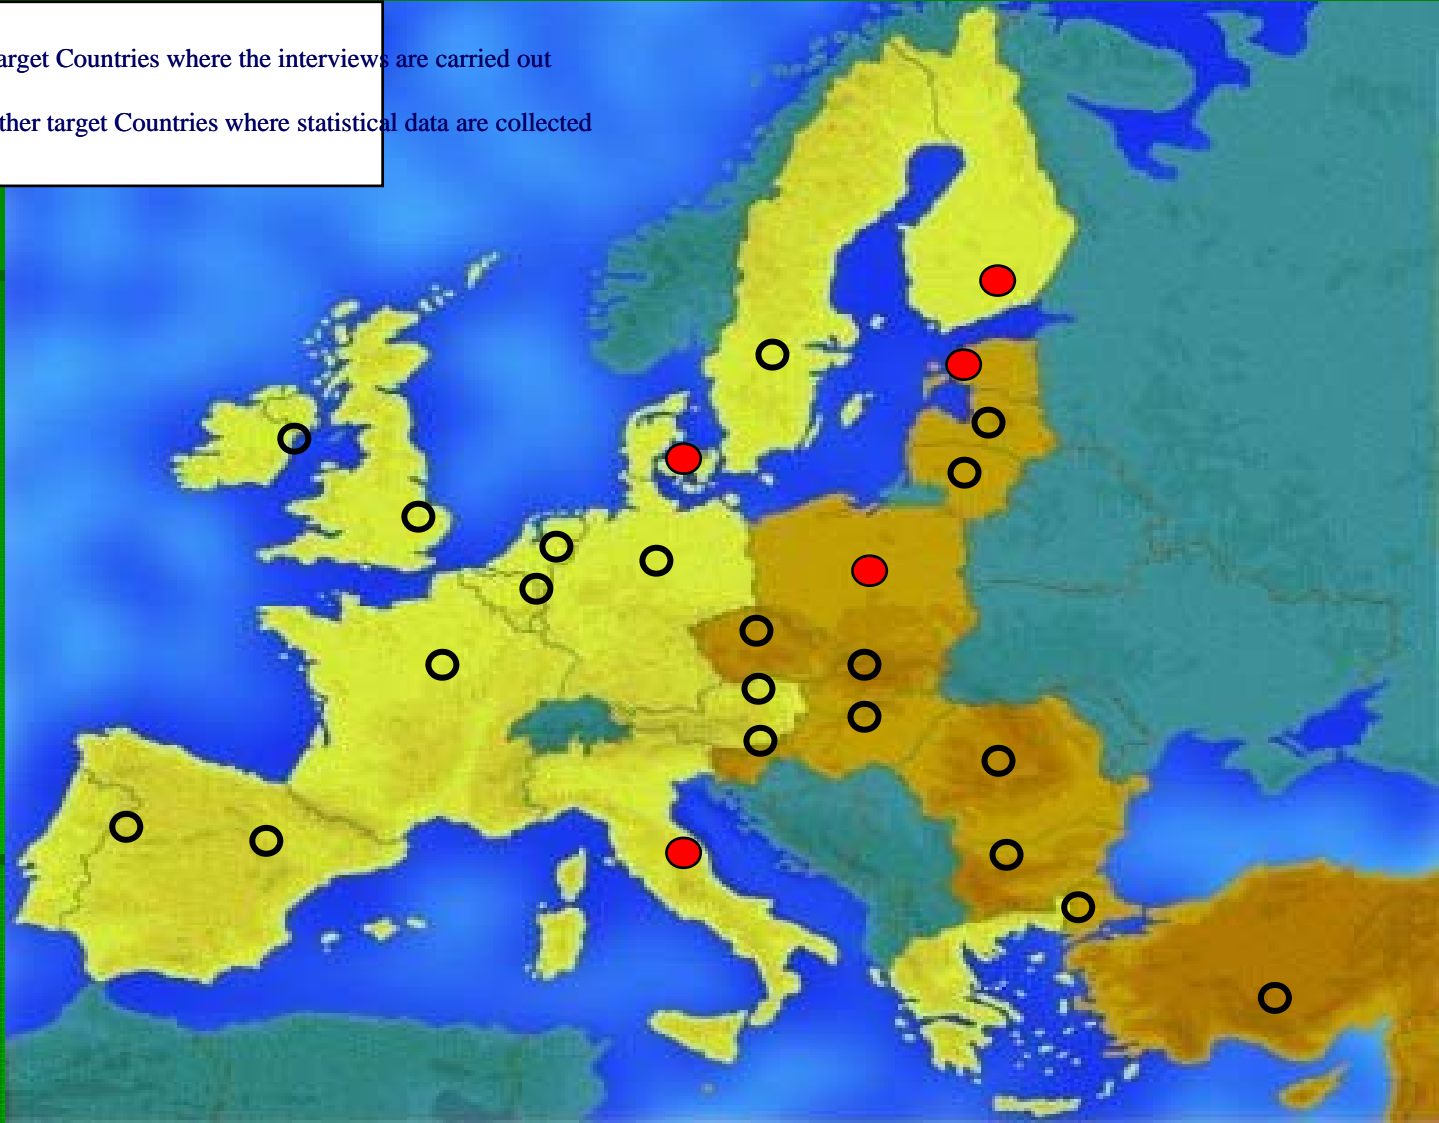 arget Countries where the interviews are carried out
ther target Countries where statistical data are collected